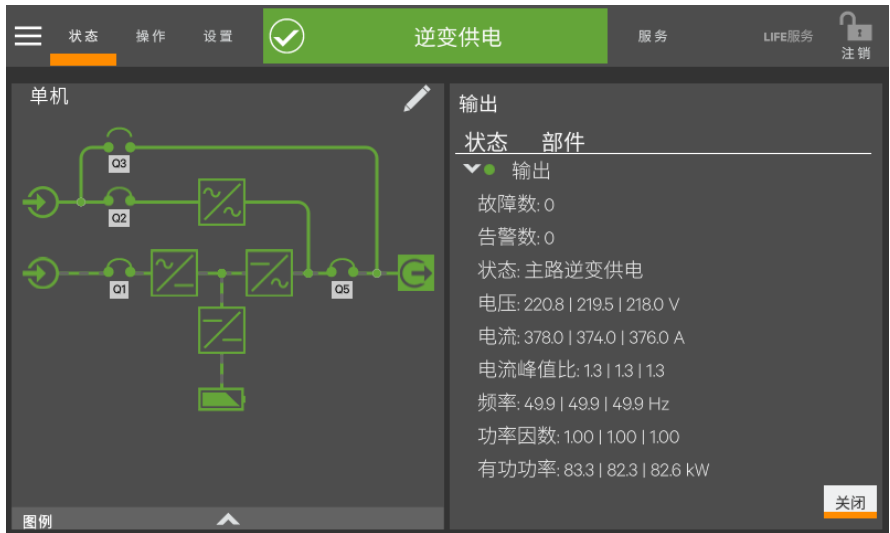 状态 操作 设置 逆变供电 服务 LIFE服务 注销
单机
Q3
Q2
Q1
Q5
图例
输出
状态 部件
输出
故障数: 0
告警数: 0
状态: 主路逆变供电
电压: 220.8 | 219.5 | 218.0 V
电流: 378.0 | 374.0 | 376.0 A
电流峰值比: 1.3 | 1.3 | 1.3
频率: 49.9 | 49.9 | 49.9 Hz
功率因数: 1.00 | 1.00 | 1.00
有功功率: 83.3 | 82.3 | 82.6 kW
关闭